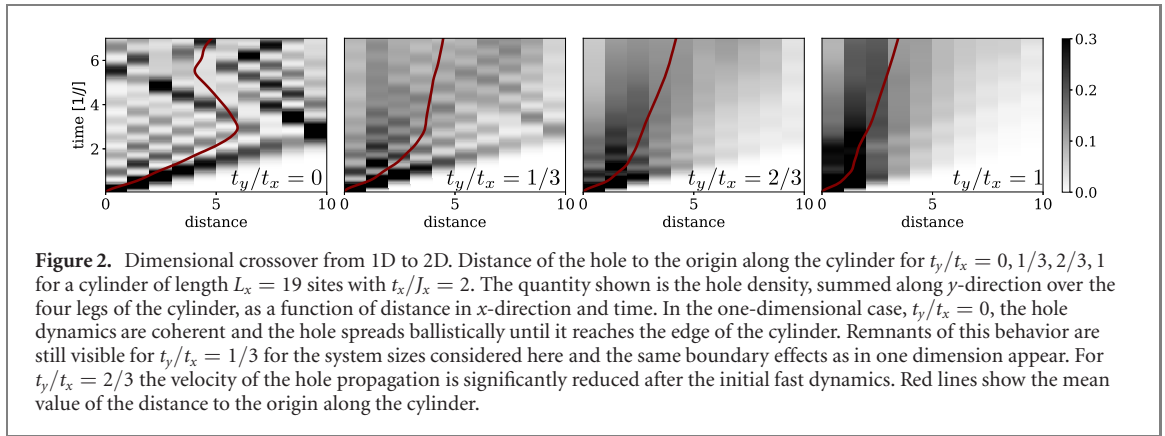 0.3
0.2
0.1
0.0
time [1/J]
6
4
2
t_y/t_x = 0
t_y/t_x = 1/3
t_y/t_x = 2/3
t_y/t_x = 1
0 5 10 0 5 10 0 5 10 0 5 10
distance distance distance distance
Figure 2. Dimensional crossover from 1D to 2D. Distance of the hole to the origin along the cylinder for t_y/t_x = 0, 1/3, 2/3, 1
for a cylinder of length L_x = 19 sites with t_x/J_x = 2. The quantity shown is the hole density, summed along y-direction over the
four legs of the cylinder, as a function of distance in x-direction and time. In the one-dimensional case, t_y/t_x = 0, the hole
dynamics are coherent and the hole spreads ballistically until it reaches the edge of the cylinder. Remnants of this behavior are
still visible for t_y/t_x = 1/3 for the system sizes considered here and the same boundary effects as in one dimension appear. For
t_y/t_x = 2/3 the velocity of the hole propagation is significantly reduced after the initial fast dynamics. Red lines show the mean
value of the distance to the origin along the cylinder.